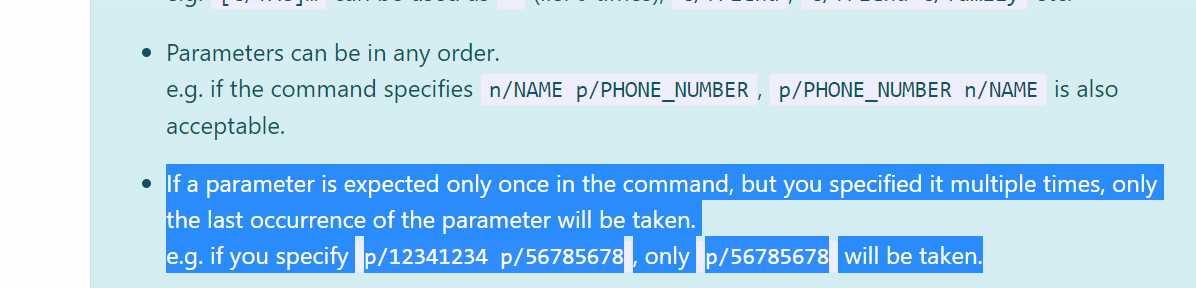 Parameters can be in any order.
e.g. if the command specifies n/NAME p/PHONE_NUMBER, p/PHONE_NUMBER n/NAME is also
acceptable.
If a parameter is expected only once in the command, but you specified it multiple times, only
the last occurrence of the parameter will be taken.
e.g. if you specify p/12341234 p/56785678, only p/56785678 will be taken.